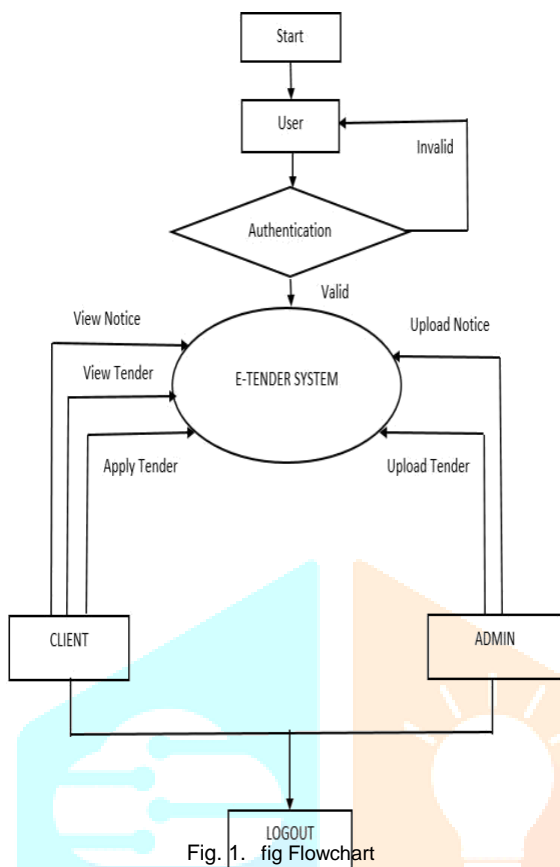 Start
User
Invalid
Authentication
Valid
View Notice
Upload Notice
View Tender
E-TENDER SYSTEM
Apply Tender
Upload Tender
CLIENT
ADMIN
LOGOUT
Fig. 1. fig Flowchart